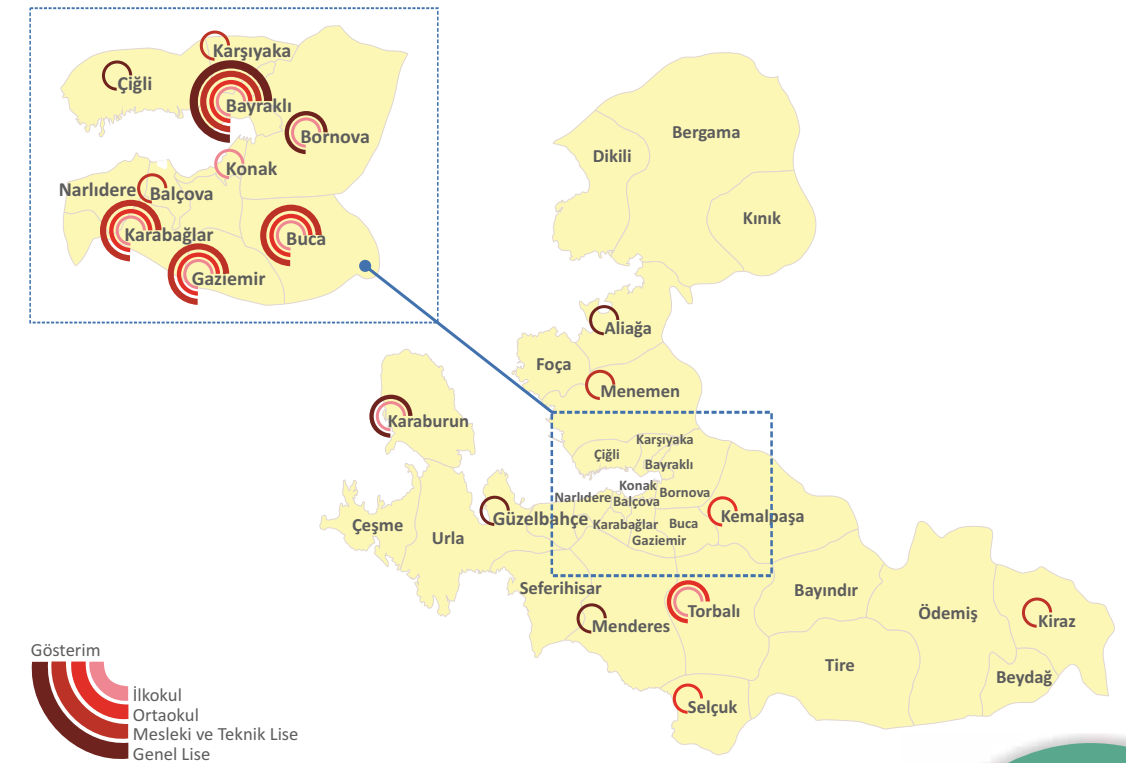 Karşıyaka
Çiğli
Bayraklı
Bornova
Konak
Narlıdere
Balçova
Karabağlar
Buca
Gaziemir
Bergama
Dikili
Kınık
Aliağa
Foça
Menemen
Karaburun
Karşıyaka
Çiğli
Bayraklı
Konak
Narlıdere
Balçova
Bornova
Güzelbahçe
Kemalpaşa
Çeşme
Urla
Karabağlar
Buca
Gaziemir
Seferihisar
Bayındır
Torbalı
Ödemiş
Menderes
Kiraz
Tire
Beydağ
Selçuk
Gösterim
İlkokul
Ortaokul
Mesleki ve Teknik Lise
Genel Lise